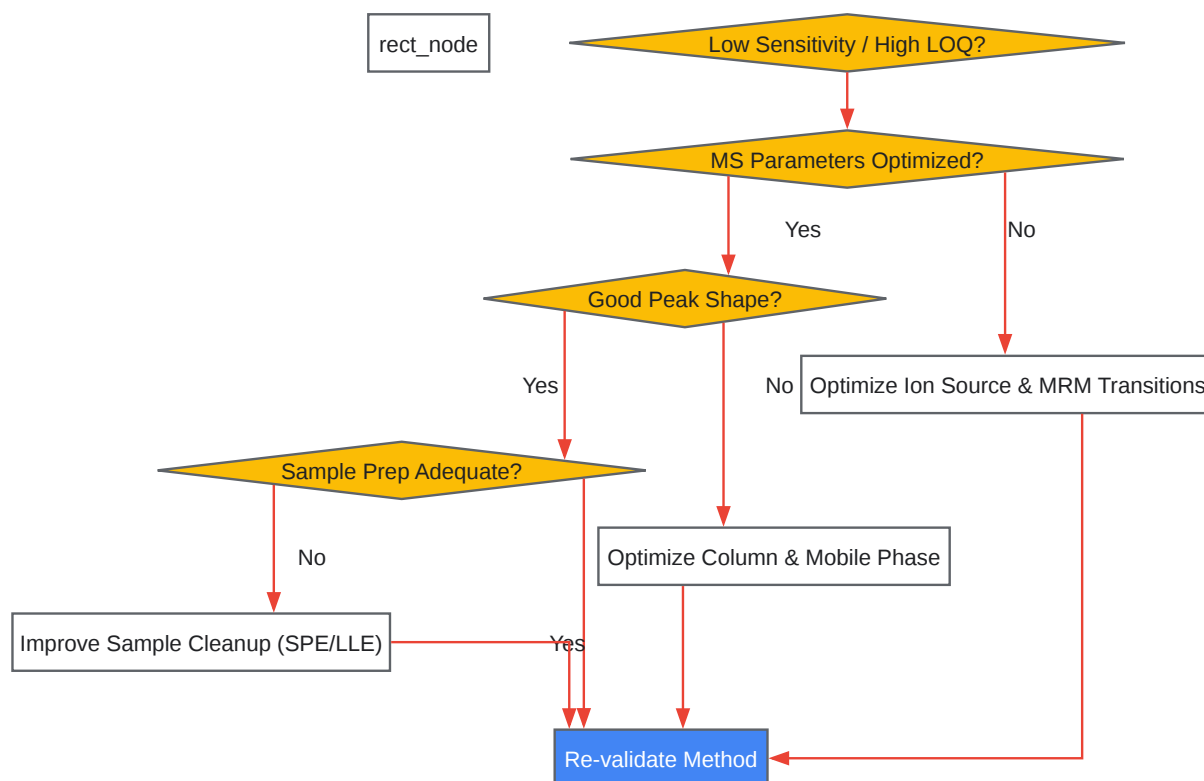 rect_node
Low Sensitivity / High LOQ?
MS Parameters Optimized?
Yes
No
Good Peak Shape?
Yes
No
Optimize Ion Source & MRM Transitions
Sample Prep Adequate?
No
Optimize Column & Mobile Phase
Improve Sample Cleanup (SPE/LLE)
Yes
Re-validate Method